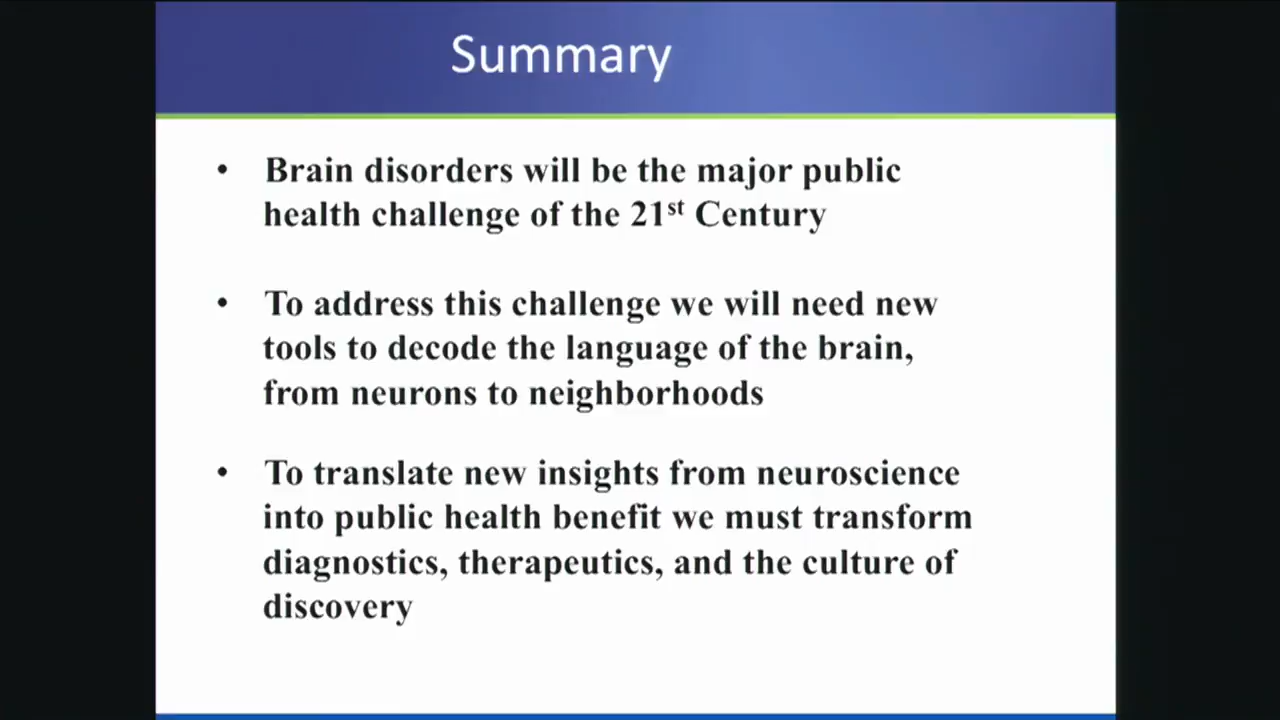 Summary
• Brain disorders will be the major public
health challenge of the 21st Century
• To address this challenge we will need new
tools to decode the language of the brain,
from neurons to neighborhoods
• To translate new insights from neuroscience
into public health benefit we must transform
diagnostics, therapeutics, and the culture of
discovery